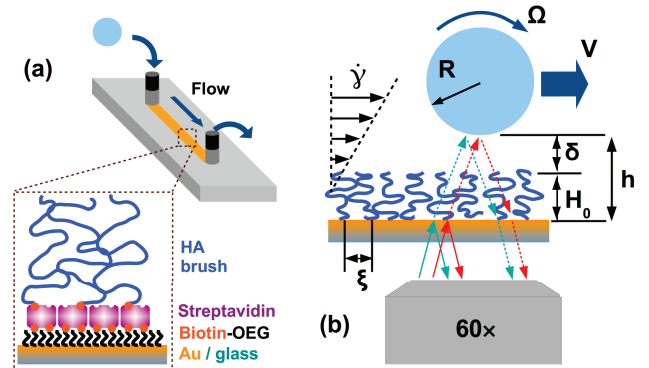 (a)
Flow
HA
brush
Streptavidin
Biotin-OEG
Au / glass
Ω
V
R
γ̇
δ
h
H₀
ξ
(b)
60×